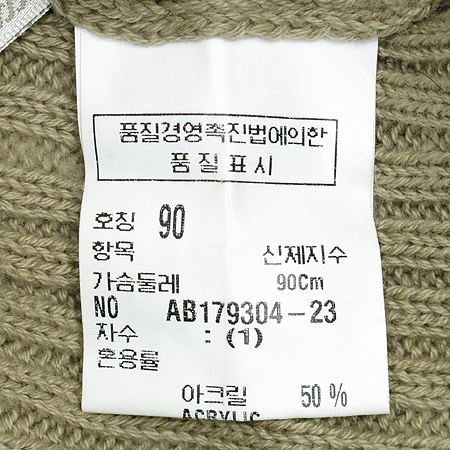 품질경영촉진법에의한
품질표시
호칭 90
항목 신체지수
가슴둘레 90Cm
NO AB179304-23
자수 : (1)
혼용률
아크릴 50 %
ACRYLIC